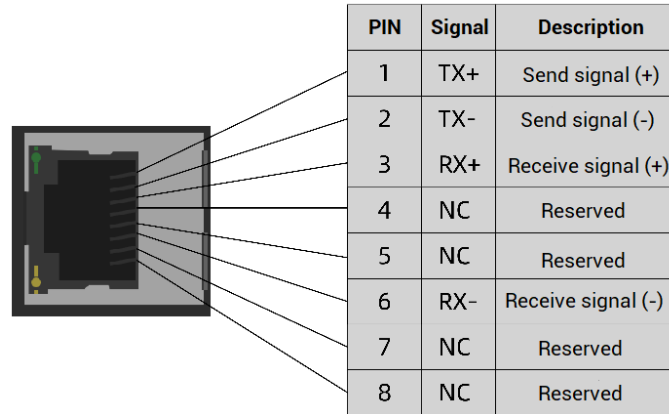 PIN Signal Description
1 TX+ Send signal (+)
2 TX- Send signal (-)
3 RX+ Receive signal (+)
4 NC Reserved
5 NC Reserved
6 RX- Receive signal (-)
7 NC Reserved
8 NC Reserved